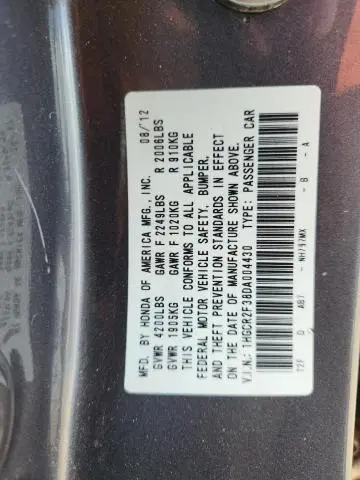 MFD. BY HONDA OF AMERICA MFG., INC. 08/'12
GVWR 4200LBS GAWR F 2249LBS R 2006LBS
GVWR 1905KG GAWR F 1020KG R 910KG
THIS VEHICLE CONFORMS TO ALL APPLICABLE
FEDERAL MOTOR VEHICLE SAFETY, BUMPER,
AND THEFT PREVENTION STANDARDS IN EFFECT
ON THE DATE OF MANUFACTURE SHOWN ABOVE.
V.I.N.: 1HGCR2F38DA004430 TYPE: PASSENGER CAR
T2F D AB7 - NH797MX - B - A